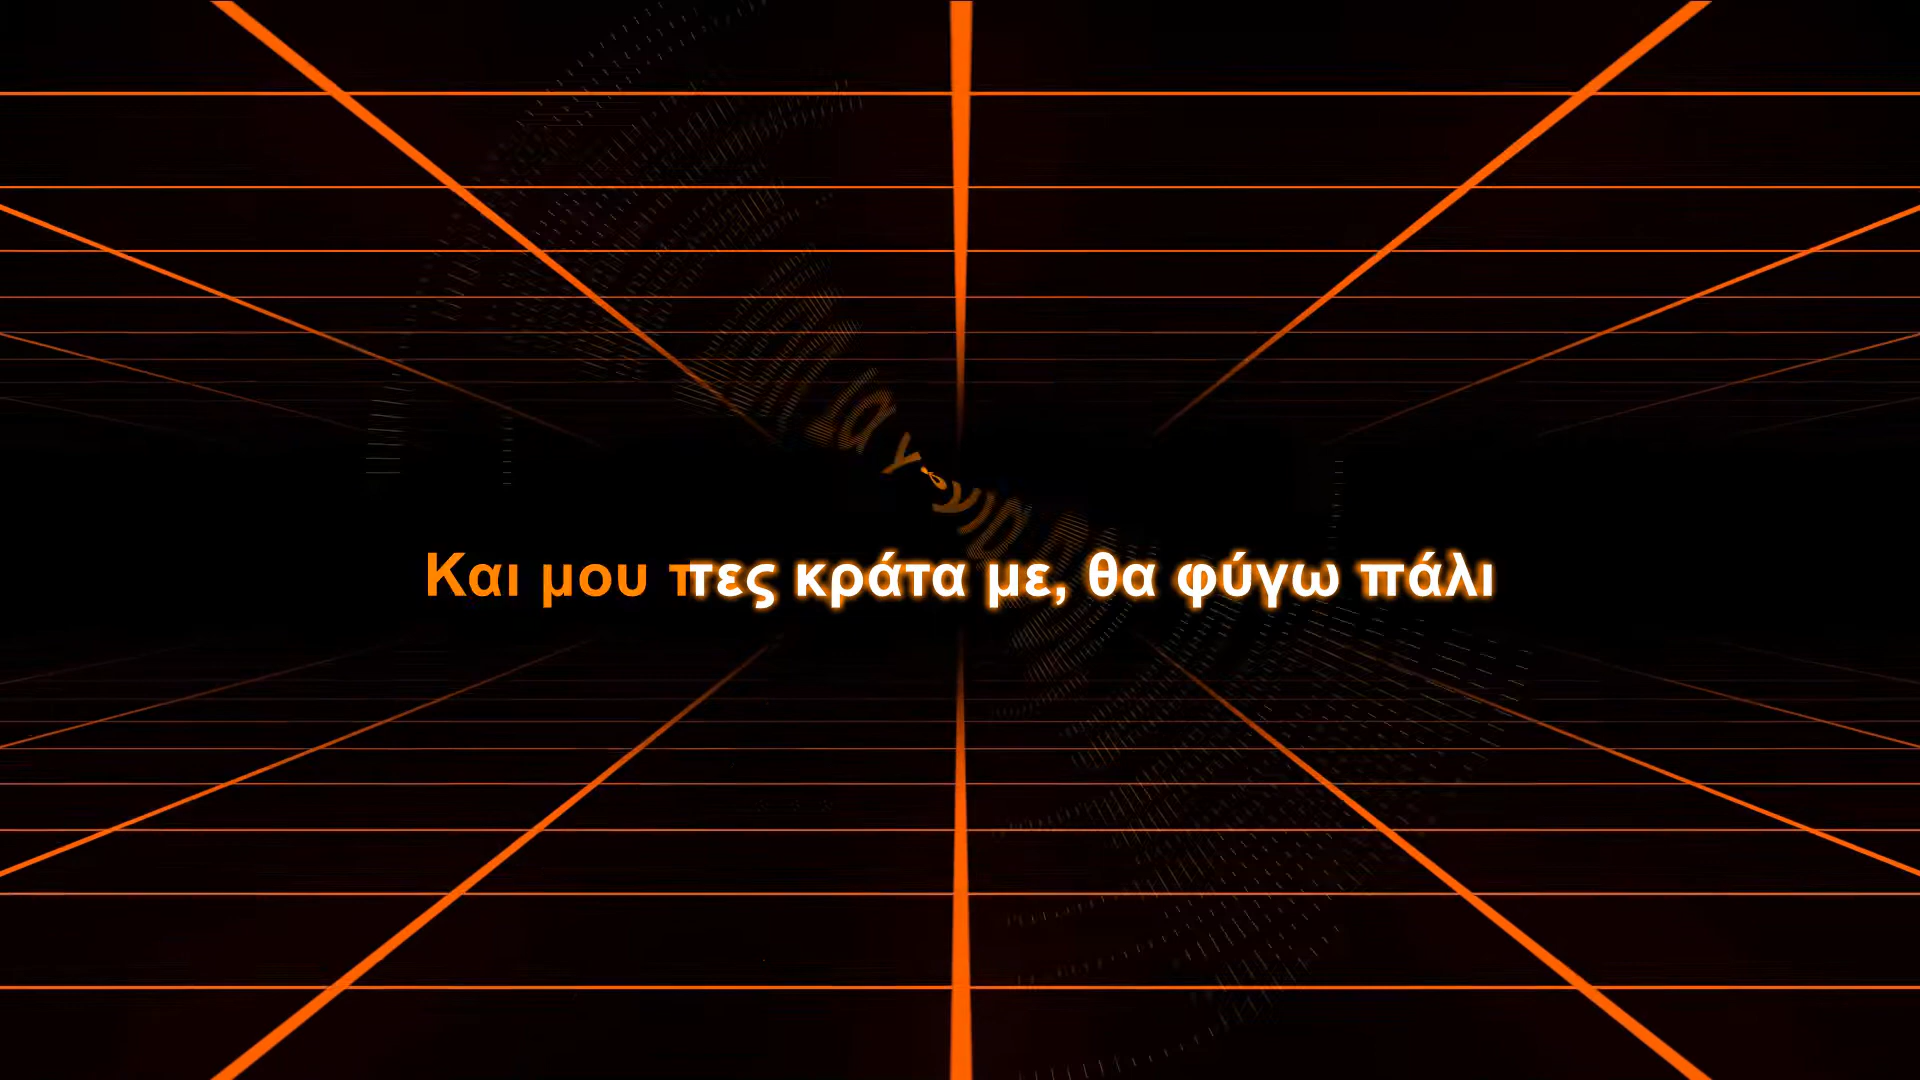 Και μου πες κράτα με, θα φύγω πάλι